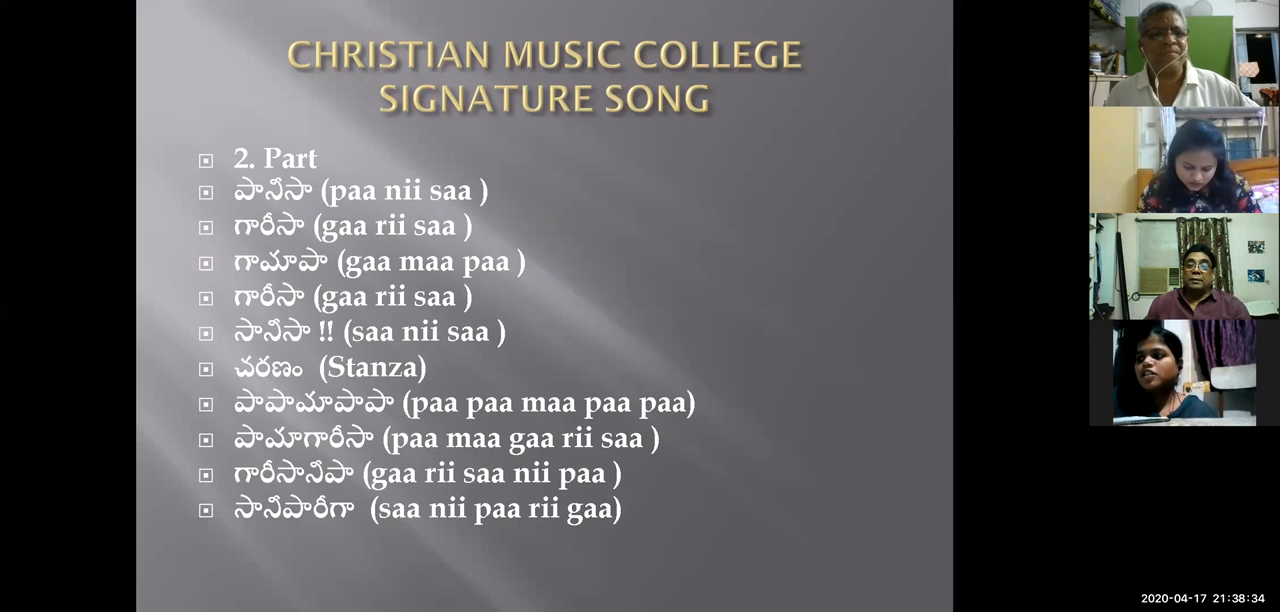 CHRISTIAN MUSIC COLLEGE
SIGNATURE SONG
2. Part
పానీసా (paa nii saa )
గారీసా (gaa rii saa )
గామాపా (gaa maa paa )
గారీసా (gaa rii saa )
సానీసా !! (saa nii saa )
చరణం (Stanza)
పాపామాపాపా (paa paa maa paa paa)
పామాగారీసా (paa maa gaa rii saa )
గారీసానీపా (gaa rii saa nii paa )
సానీపారీగా (saa nii paa rii gaa)
2020-04-17 21:38:34